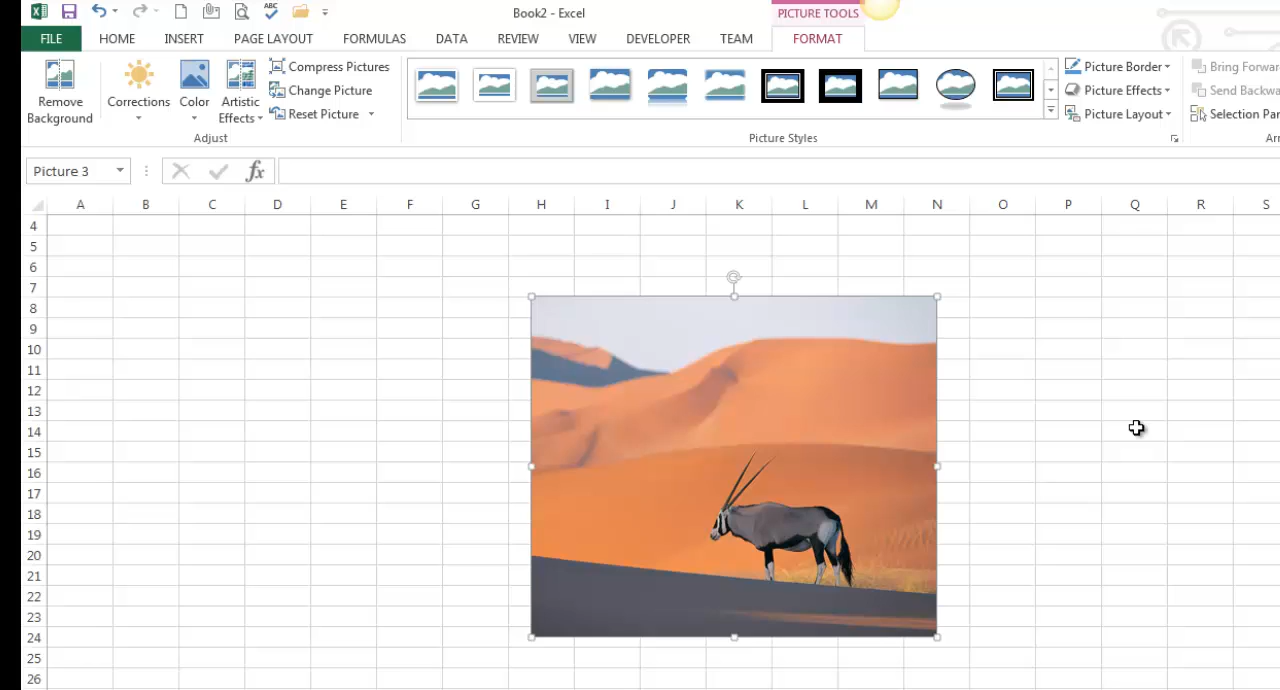 Book2 - Excel
PICTURE TOOLS
FILE HOME INSERT PAGE LAYOUT FORMULAS DATA REVIEW VIEW DEVELOPER TEAM FORMAT
Remove Background
Corrections
Color
Artistic Effects
Compress Pictures
Change Picture
Reset Picture
Adjust
Picture Styles
Picture Border
Picture Effects
Picture Layout
Bring Forwar
Send Backwa
Selection Pan
Arr
Picture 3
fx
A B C D E F G H I J K L M N O P Q R S
4
5
6
7
8
9
10
11
12
13
14
15
16
17
18
19
20
21
22
23
24
25
26